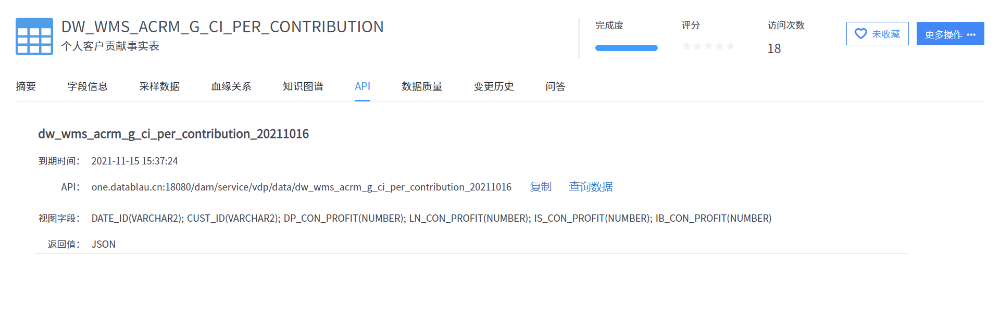 DW_WMS_ACRM_G_CI_PER_CONTRIBUTION
个人客户贡献事实表
完成度
评分
访问次数
18
未收藏
更多操作 •••
摘要 字段信息 采样数据 血缘关系 知识图谱 API 数据质量 变更历史 问答
dw_wms_acrm_g_ci_per_contribution_20211016
到期时间： 2021-11-15 15:37:24
API： one.datablau.cn:18080/dam/service/vdp/data/dw_wms_acrm_g_ci_per_contribution_20211016 复制 查询数据
视图字段： DATE_ID(VARCHAR2); CUST_ID(VARCHAR2); DP_CON_PROFIT(NUMBER); LN_CON_PROFIT(NUMBER); IS_CON_PROFIT(NUMBER); IB_CON_PROFIT(NUMBER)
返回值： JSON